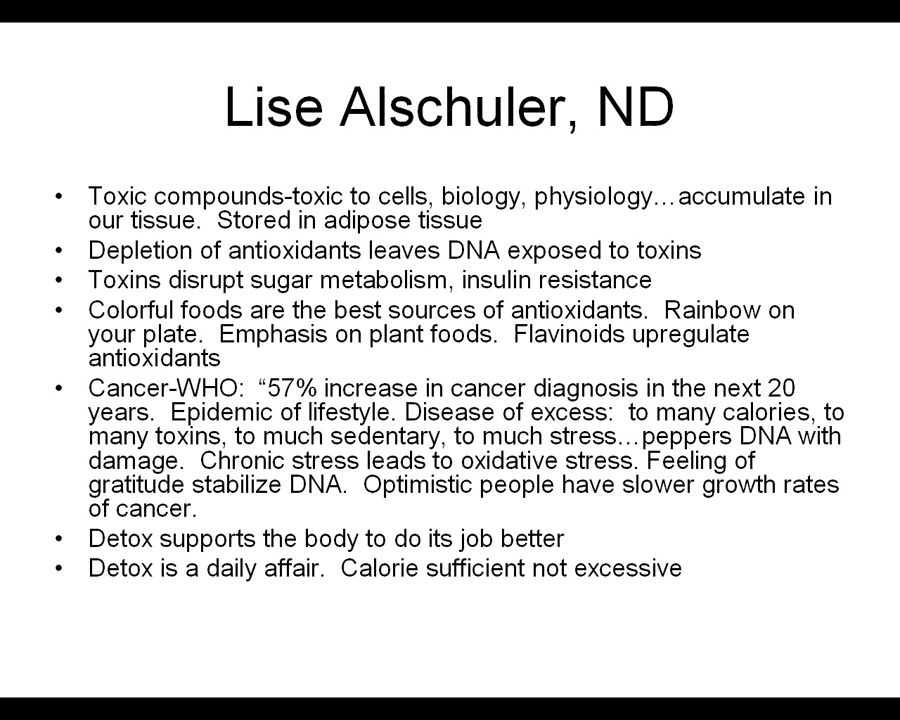 Lise Alschuler, ND
• Toxic compounds-toxic to cells, biology, physiology…accumulate in
our tissue.  Stored in adipose tissue
• Depletion of antioxidants leaves DNA exposed to toxins
• Toxins disrupt sugar metabolism, insulin resistance
• Colorful foods are the best sources of antioxidants.  Rainbow on
your plate.  Emphasis on plant foods.  Flavinoids upregulate
antioxidants
• Cancer-WHO:  “57% increase in cancer diagnosis in the next 20
years.  Epidemic of lifestyle. Disease of excess:  to many calories, to
many toxins, to much sedentary, to much stress…peppers DNA with
damage.  Chronic stress leads to oxidative stress. Feeling of
gratitude stabilize DNA.  Optimistic people have slower growth rates
of cancer.
• Detox supports the body to do its job better
• Detox is a daily affair.  Calorie sufficient not excessive